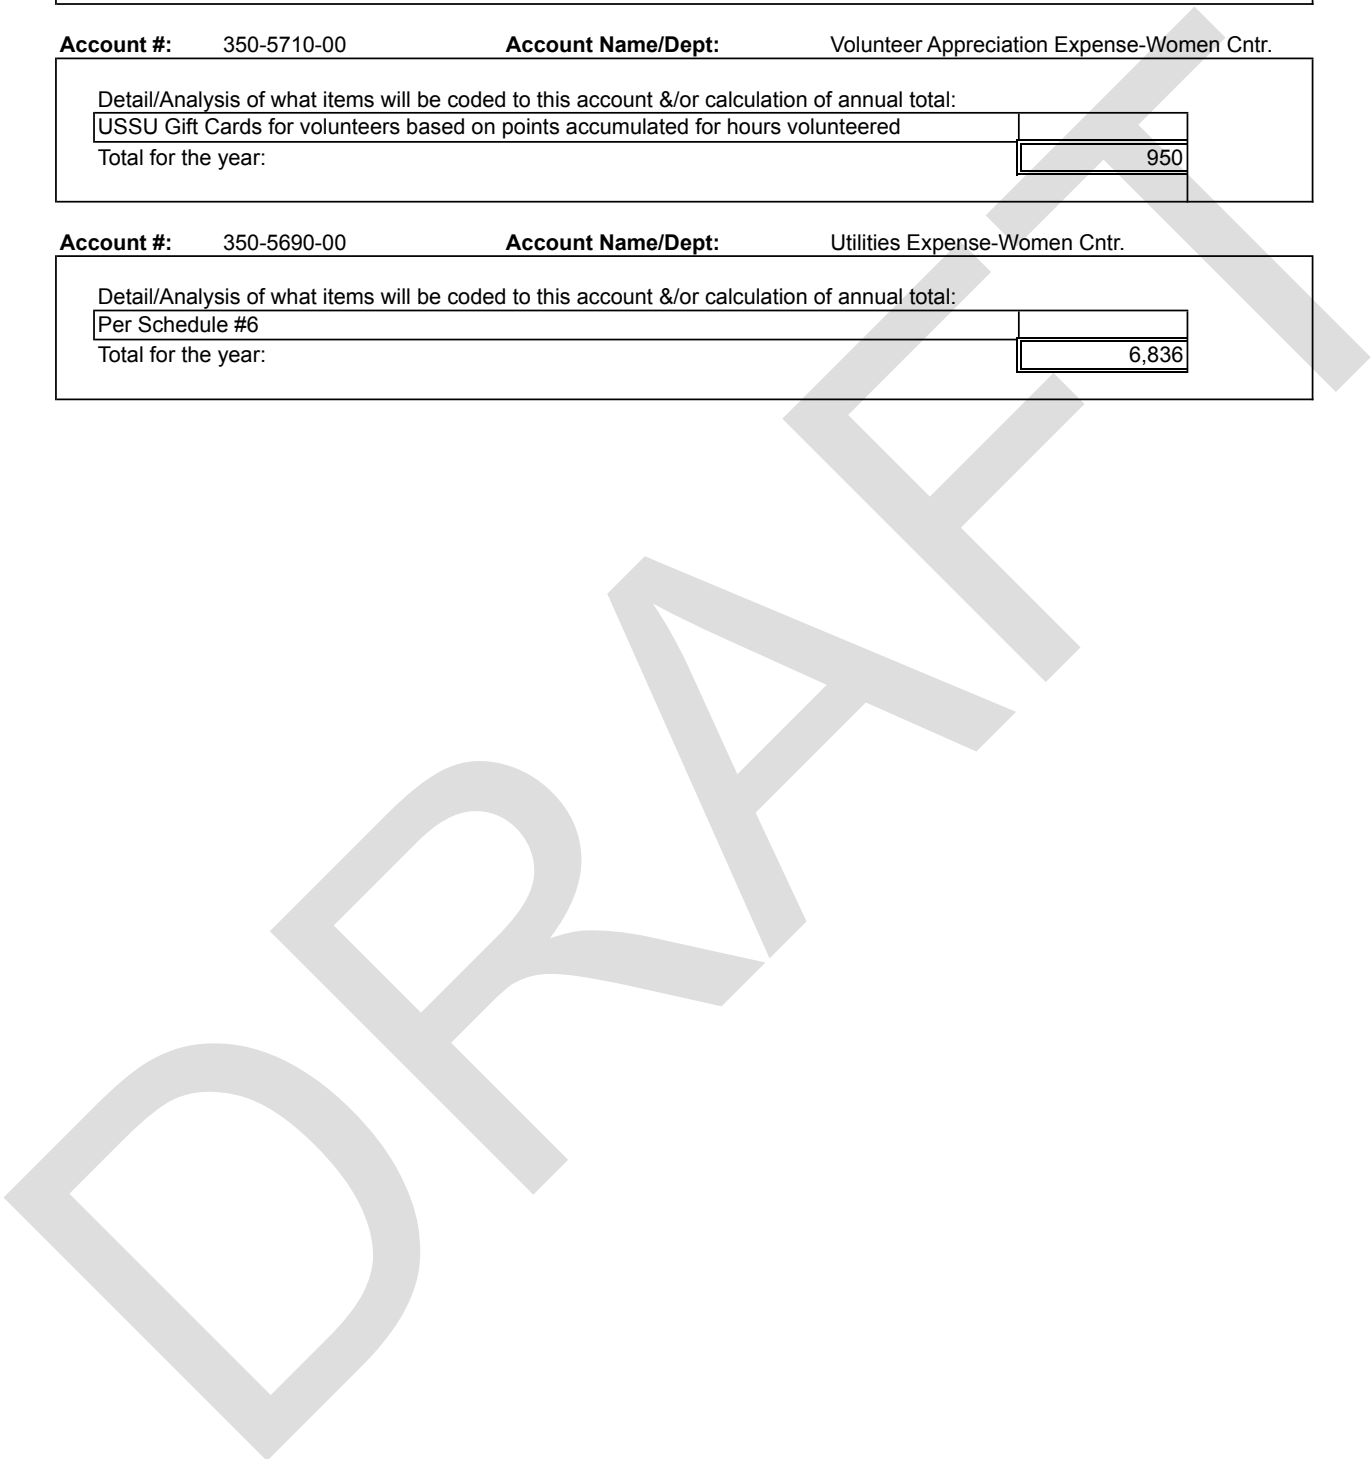 Account #: 350-5710-00 Account Name/Dept: Volunteer Appreciation Expense-Women Cntr.
Detail/Analysis of what items will be coded to this account &/or calculation of annual total:
USSU Gift Cards for volunteers based on points accumulated for hours volunteered
Total for the year: 950
Account #: 350-5690-00 Account Name/Dept: Utilities Expense-Women Cntr.
Detail/Analysis of what items will be coded to this account &/or calculation of annual total:
Per Schedule #6
Total for the year: 6,836
DRAFT